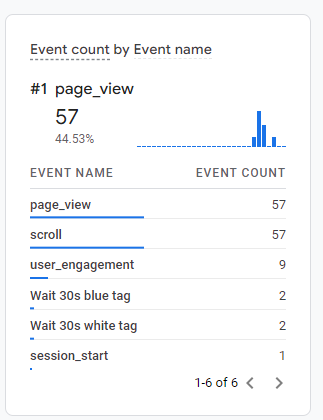 Event count by Event name
#1 page_view
57
44.53%
EVENT NAME EVENT COUNT
page_view 57
scroll 57
user_engagement 9
Wait 30s blue tag 2
Wait 30s white tag 2
session_start 1
1-6 of 6